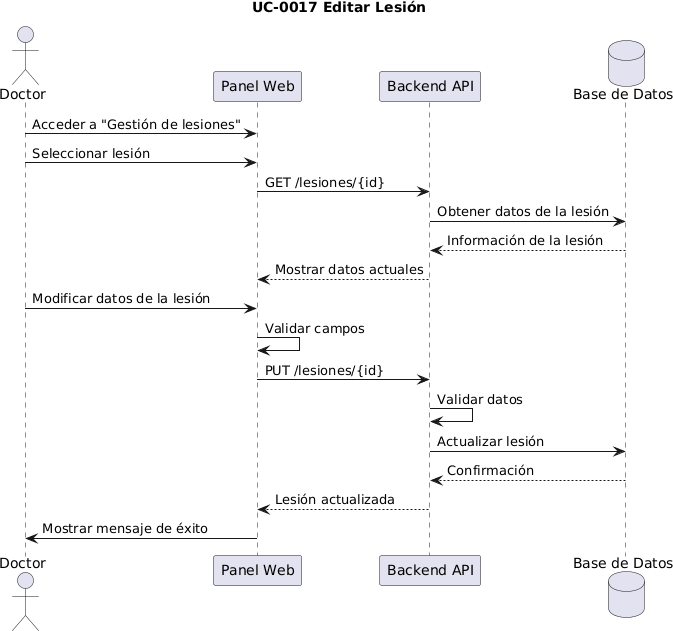 UC-0017 Editar Lesión
Doctor
Panel Web
Backend API
Base de Datos
Acceder a "Gestión de lesiones"
Seleccionar lesión
GET /lesiones/{id}
Obtener datos de la lesión
Información de la lesión
Mostrar datos actuales
Modificar datos de la lesión
Validar campos
PUT /lesiones/{id}
Validar datos
Actualizar lesión
Confirmación
Lesión actualizada
Mostrar mensaje de éxito
Doctor
Panel Web
Backend API
Base de Datos